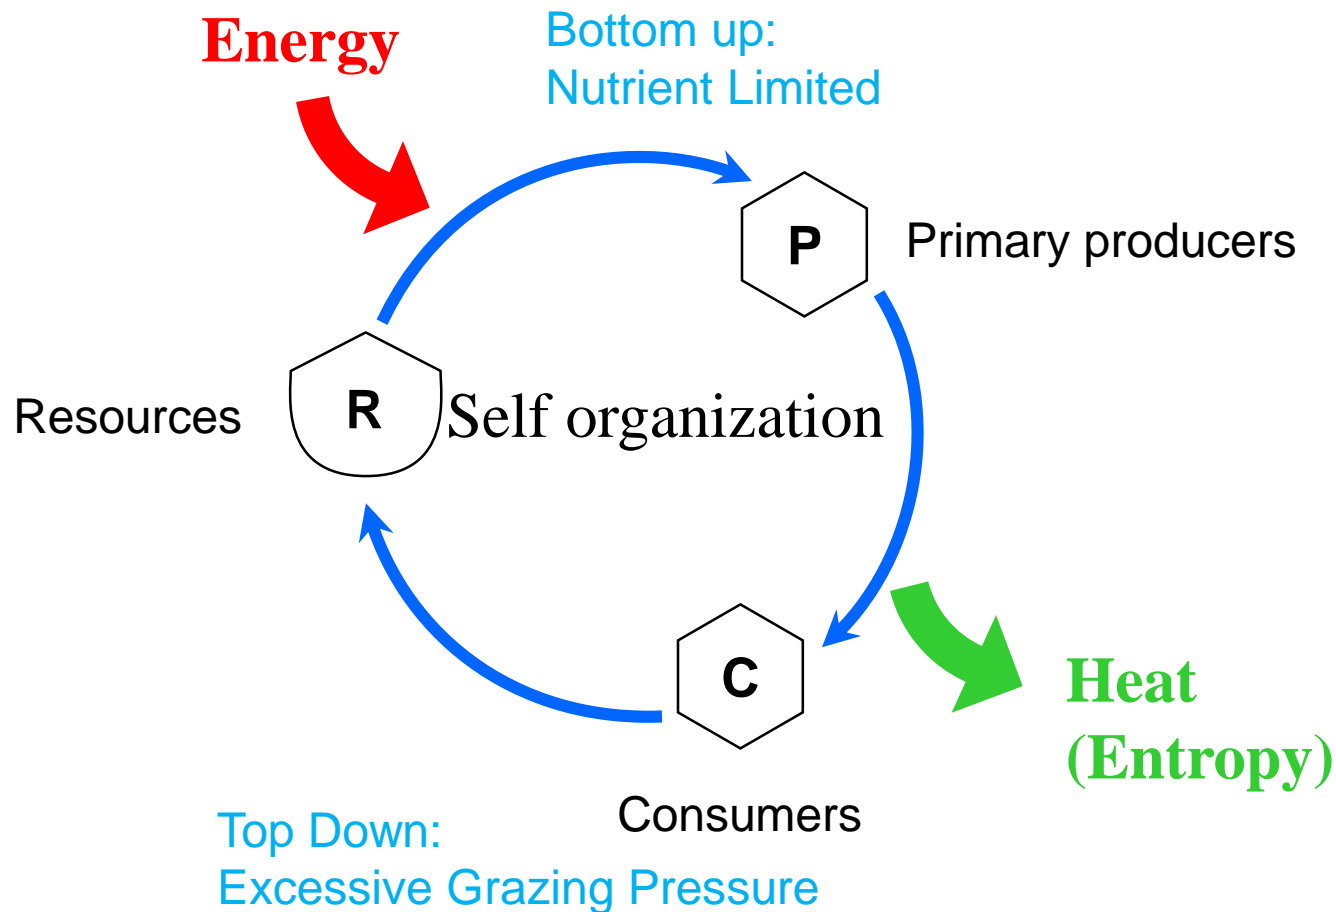 Energy
Bottom up:
Nutrient Limited
P
Primary producers
R
Resources
Self organization
C
Consumers
Heat
(Entropy)
Top Down:
Excessive Grazing Pressure